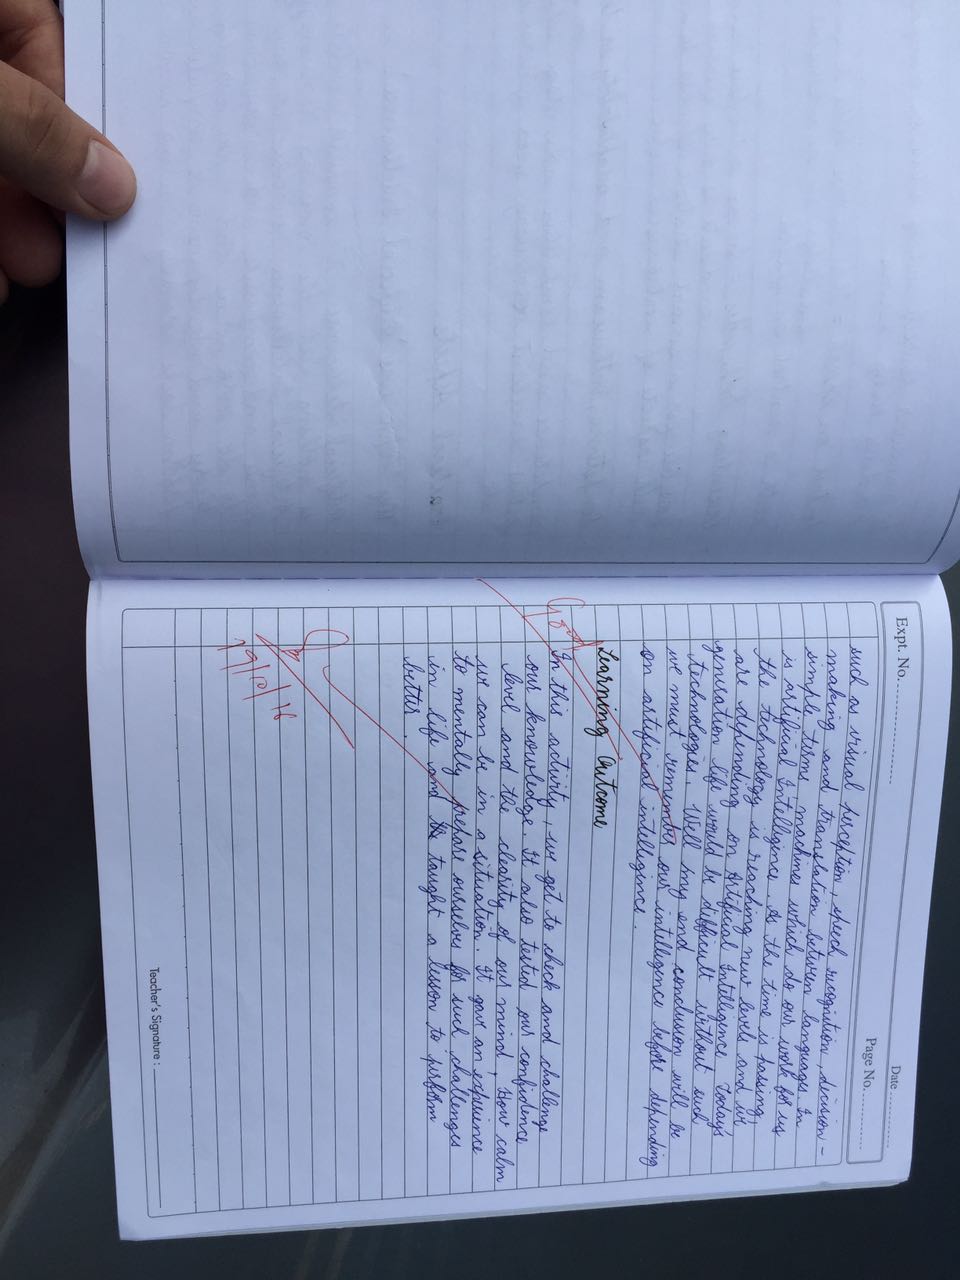 Expt. No.
Date
Page No.
such as visual perception, speech recognition, decision -
making and translation between languages. In
simple terms, machines which do our work for us
is artificial Intelligence. As the time is passing,
the technology is reaching new levels and we
are depending on Artificial Intelligence. Today's
generation life would be difficult without such
technologies. Well my end conclusion will be
we must remember our intelligence before depending
on artificial intelligence.
Learning Outcome
Good
In this activity, we get to check and challenge
our knowledge. It also tested our confidence
level and the clearity of our mind, How calm
we can be in a situation. It gave an experience
to mentally prepare ourselves for such challenges
in life and taught a lesson to perform
better.
Teacher's Signature :